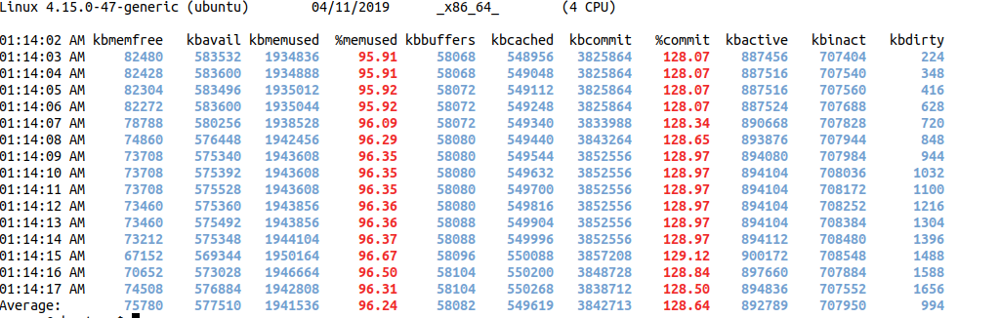 Linux 4.15.0-47-generic (ubuntu) 04/11/2019 _x86_64_ (4 CPU)
01:14:02 AM kbmemfree kbavail kbmemused %memused kbbuffers kbcached kbcommit %commit kbactive kbinact kbdirty
01:14:03 AM 82480 583532 1934836 95.91 58068 548956 3825864 128.07 887456 707404 224
01:14:04 AM 82428 583600 1934888 95.91 58068 549048 3825864 128.07 887516 707540 348
01:14:05 AM 82304 583496 1935012 95.92 58072 549112 3825864 128.07 887516 707560 416
01:14:06 AM 82272 583600 1935044 95.92 58072 549248 3825864 128.07 887524 707688 628
01:14:07 AM 78788 580256 1938528 96.09 58072 549340 3833988 128.34 890668 707828 720
01:14:08 AM 74860 576448 1942456 96.29 58080 549440 3843264 128.65 893876 707944 848
01:14:09 AM 73708 575340 1943608 96.35 58080 549544 3852556 128.97 894080 707984 944
01:14:10 AM 73708 575392 1943608 96.35 58080 549632 3852556 128.97 894104 708036 1032
01:14:11 AM 73708 575528 1943608 96.35 58080 549700 3852556 128.97 894104 708172 1100
01:14:12 AM 73460 575360 1943856 96.36 58080 549816 3852556 128.97 894104 708252 1216
01:14:13 AM 73460 575492 1943856 96.36 58088 549904 3852556 128.97 894104 708384 1304
01:14:14 AM 73212 575348 1944104 96.37 58088 549996 3852556 128.97 894112 708480 1396
01:14:15 AM 67152 569344 1950164 96.67 58096 550088 3857208 129.12 900172 708548 1488
01:14:16 AM 70652 573028 1946664 96.50 58104 550200 3848728 128.84 897660 707884 1588
01:14:17 AM 74508 576884 1942808 96.31 58104 550268 3838712 128.50 894836 707552 1656
Average: 75780 577510 1941536 96.24 58082 549619 3842713 128.64 892789 707950 994